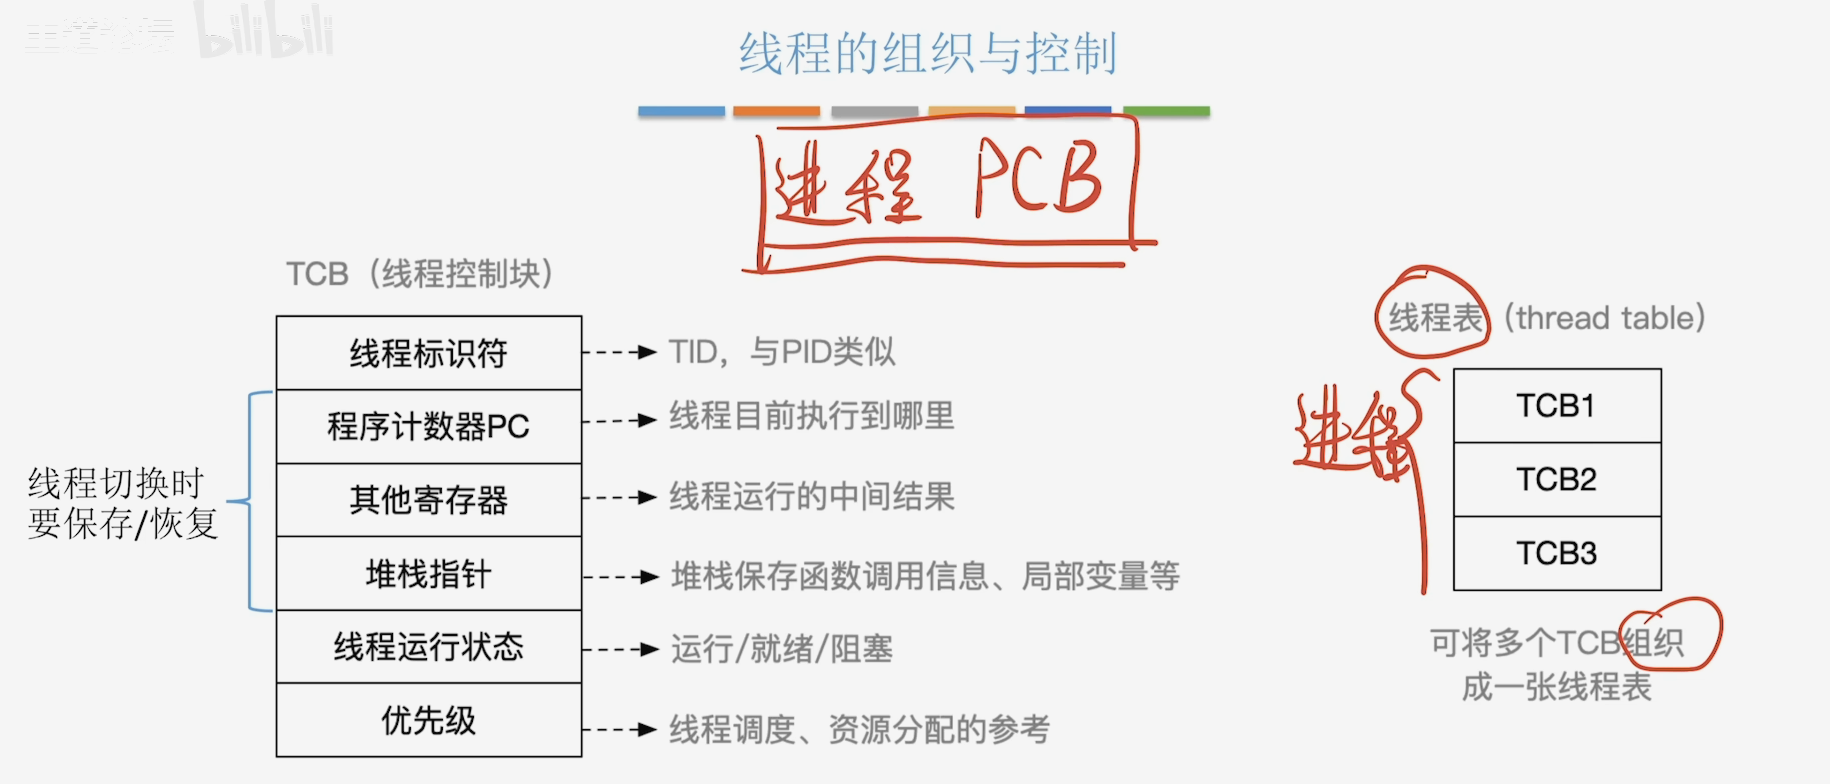 王道论坛 bilibili
线程的组织与控制
进程 PCB
TCB（线程控制块）
线程标识符
TID，与PID类似
程序计数器PC
线程目前执行到哪里
其他寄存器
线程运行的中间结果
堆栈指针
堆栈保存函数调用信息、局部变量等
线程运行状态
运行/就绪/阻塞
优先级
线程调度、资源分配的参考
线程切换时
要保存/恢复
线程表（thread table）
进程
TCB1
TCB2
TCB3
可将多个TCB组织
成一张线程表